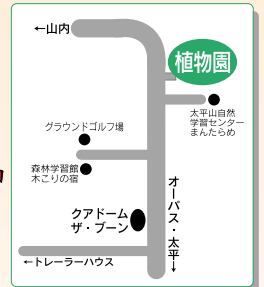 ←山内
植物園
太平山自然
学習センター
まんたらめ
グラウンドゴルフ場
森林学習館
木こりの宿
クアドーム
ザ・ブーン
オーパス・太平→
←トレーラーハウス